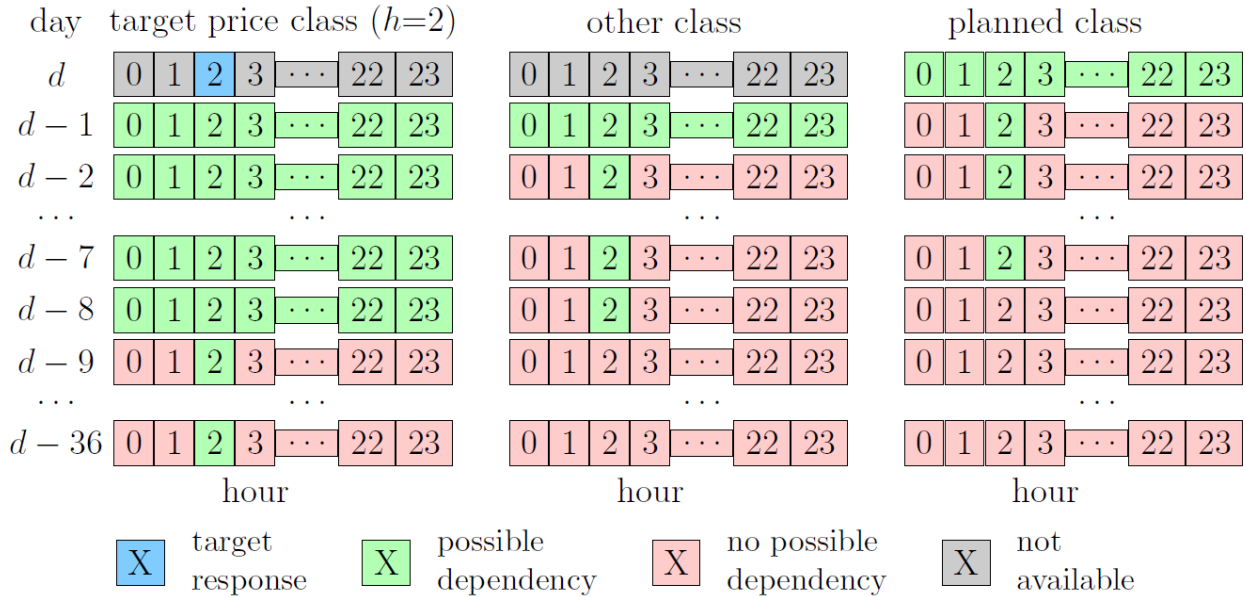 day target price class (h=2) other class planned class
d 0 1 2 3 ··· 22 23 0 1 2 3 ··· 22 23 0 1 2 3 ··· 22 23
d − 1 0 1 2 3 ··· 22 23 0 1 2 3 ··· 22 23 0 1 2 3 ··· 22 23
d − 2 0 1 2 3 ··· 22 23 0 1 2 3 ··· 22 23 0 1 2 3 ··· 22 23
··· ··· ··· ···
d − 7 0 1 2 3 ··· 22 23 0 1 2 3 ··· 22 23 0 1 2 3 ··· 22 23
d − 8 0 1 2 3 ··· 22 23 0 1 2 3 ··· 22 23 0 1 2 3 ··· 22 23
d − 9 0 1 2 3 ··· 22 23 0 1 2 3 ··· 22 23 0 1 2 3 ··· 22 23
··· ··· ··· ···
d − 36 0 1 2 3 ··· 22 23 0 1 2 3 ··· 22 23 0 1 2 3 ··· 22 23
hour hour hour
X target response
X possible dependency
X no possible dependency
X not available